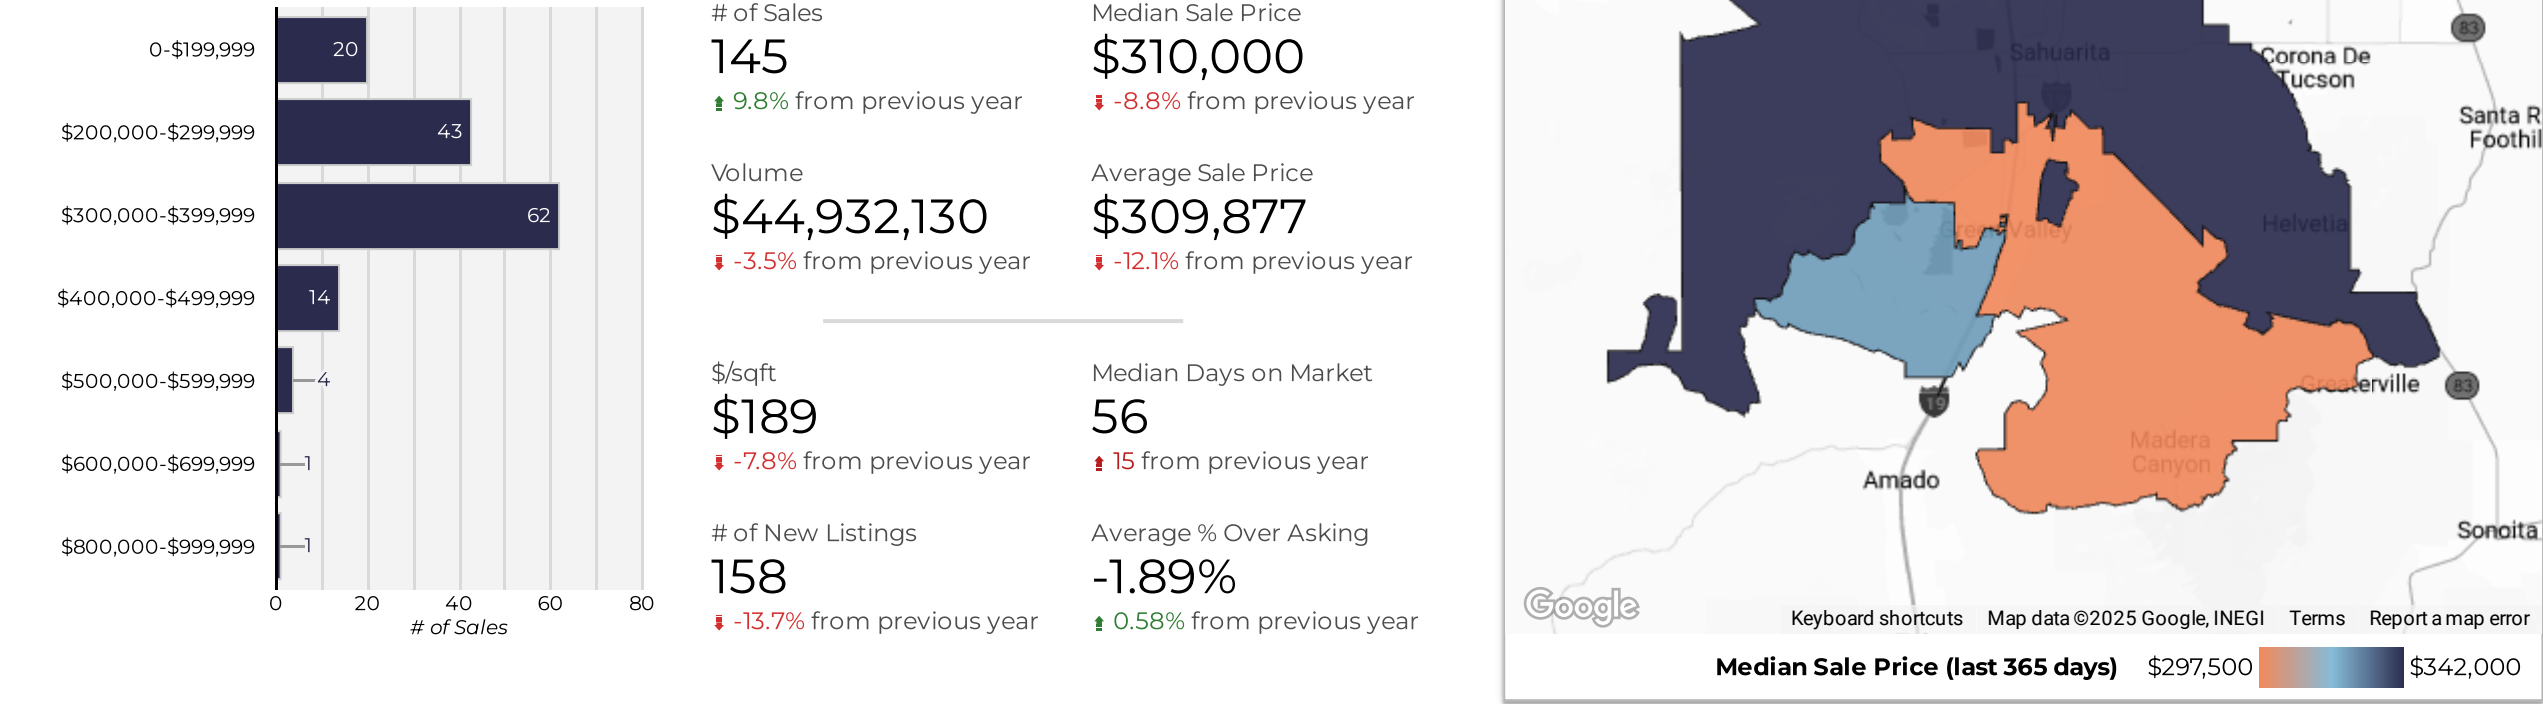 0-$199,999
20
$200,000-$299,999
43
$300,000-$399,999
62
$400,000-$499,999
14
$500,000-$599,999
4
$600,000-$699,999
1
$800,000-$999,999
1
0 20 40 60 80
# of Sales
# of Sales
145
9.8% from previous year
Median Sale Price
$310,000
-8.8% from previous year
Volume
$44,932,130
-3.5% from previous year
Average Sale Price
$309,877
-12.1% from previous year
$/sqft
$189
-7.8% from previous year
Median Days on Market
56
15 from previous year
# of New Listings
158
-13.7% from previous year
Average % Over Asking
-1.89%
0.58% from previous year
83
Sahuarita
Corona De
Tucson
Santa R
Foothil
Helvetia
Green Valley
Greaterville
83
19
Madera
Canyon
Amado
Sonoita
Google
Keyboard shortcuts Map data ©2025 Google, INEGI Terms Report a map error
Median Sale Price (last 365 days) $297,500 $342,000